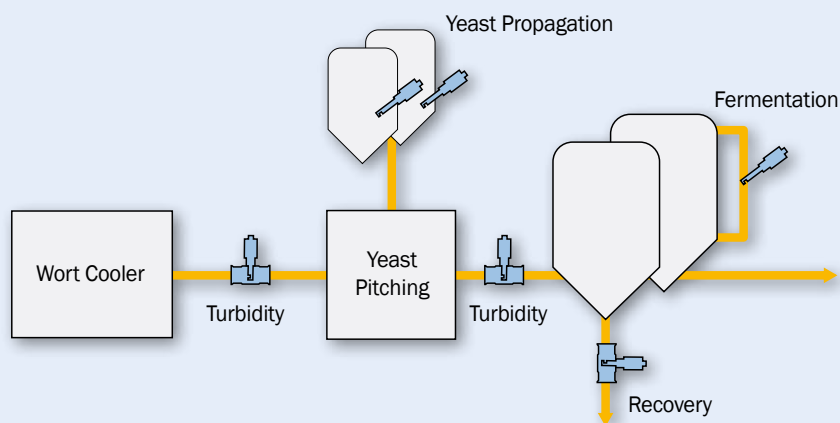 Yeast Propagation
Fermentation
Wort Cooler
Turbidity
Yeast
Pitching
Turbidity
Recovery